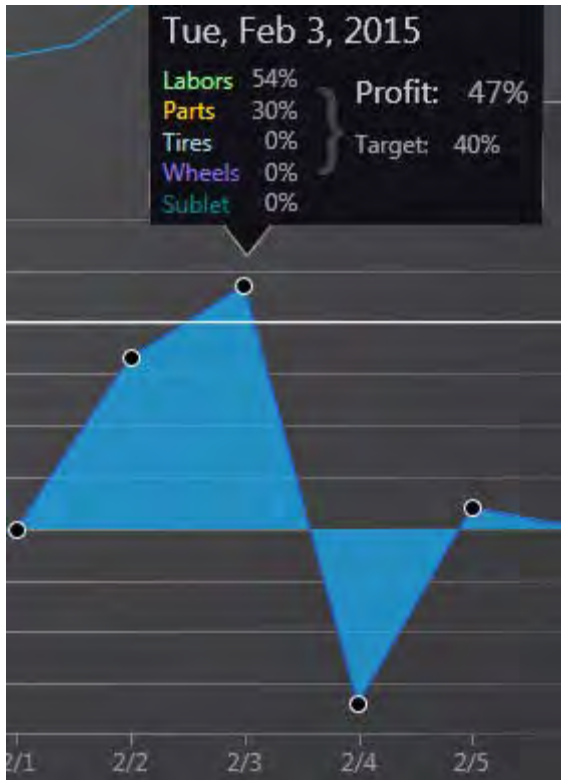 Tue, Feb 3, 2015
Labors 54%
Parts 30%
Tires 0%
Wheels 0%
Sublet 0%
Profit: 47%
Target: 40%
2/1 2/2 2/3 2/4 2/5